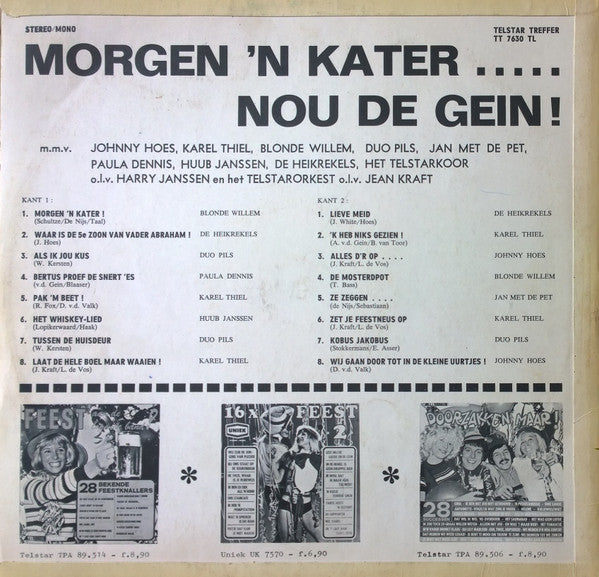 STEREO/MONO
TELSTAR TREFFER
TT 7630 TL
MORGEN 'N KATER .....
NOU DE GEIN!
m.m.v. JOHNNY HOES, KAREL THIEL, BLONDE WILLEM, DUO PILS, JAN MET DE PET,
PAULA DENNIS, HUUB JANSSEN, DE HEIKREKELS, HET TELSTARKOOR
o.l.v. HARRY JANSSEN en het TELSTARORKEST o.l.v. JEAN KRAFT
KANT 1:
1. MORGEN 'N KATER! BLONDE WILLEM
(Schultze/De Nijs/Taal)
2. WAAR IS DE 5e ZOON VAN VADER ABRAHAM! DE HEIKREKELS
(J. Hoes)
3. ALS IK JOU KUS DUO PILS
(W. Kersten)
4. BERTUS PROEF DE SNERT 'ES PAULA DENNIS
(v.d. Gein/Blaaser)
5. PAK 'M BEET! KAREL THIEL
(R. Fox/D. v.d. Valk)
6. HET WHISKEY-LIED HUUB JANSSEN
(Lopikerwaard/Haak)
7. TUSSEN DE HUISDEUR DUO PILS
(W. Kersten)
8. LAAT DE HELE BOEL MAAR WAAIEN! KAREL THIEL
(J. Kraft/L. de Vos)
KANT 2:
1. LIEVE MEID DE HEIKREKELS
(J. White/Hoes)
2. 'K HEB NIKS GEZIEN! KAREL THIEL
(A. v.d. Gein/B. van Toor)
3. ALLES D'R OP .... JOHNNY HOES
(J. Kraft/L. de Vos)
4. DE MOSTERDPOT BLONDE WILLEM
(T. Bass)
5. ZE ZEGGEN .... JAN MET DE PET
(de Nijs/Sebastiaan)
6. ZET JE FEESTNEUS OP KAREL THIEL
(J. Kraft/L. de Vos)
7. KOBUS JAKOBUS DUO PILS
(Stokkermans/E. Asser)
8. WIJ GAAN DOOR TOT IN DE KLEINE UURTJES! JOHNNY HOES
(D. v.d. Valk)
FEEST
2
28 BEKENDE
FEESTKNALLERS
*
16x FEEST
UNIEK
2
*
DOORZAKKEN MAAR!
28
Telstar TPA 89.514 - f.8,90
Uniek UK 7570 - f.6,90
Telstar TPA 89.506 - f.8,90